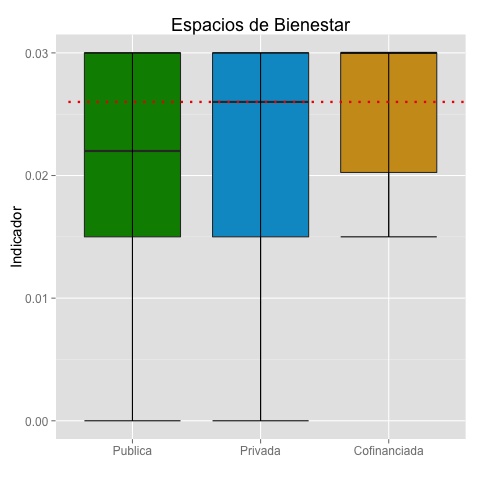 Espacios de Bienestar
Indicador
0.03
0.02
0.01
0.00
Publica
Privada
Cofinanciada